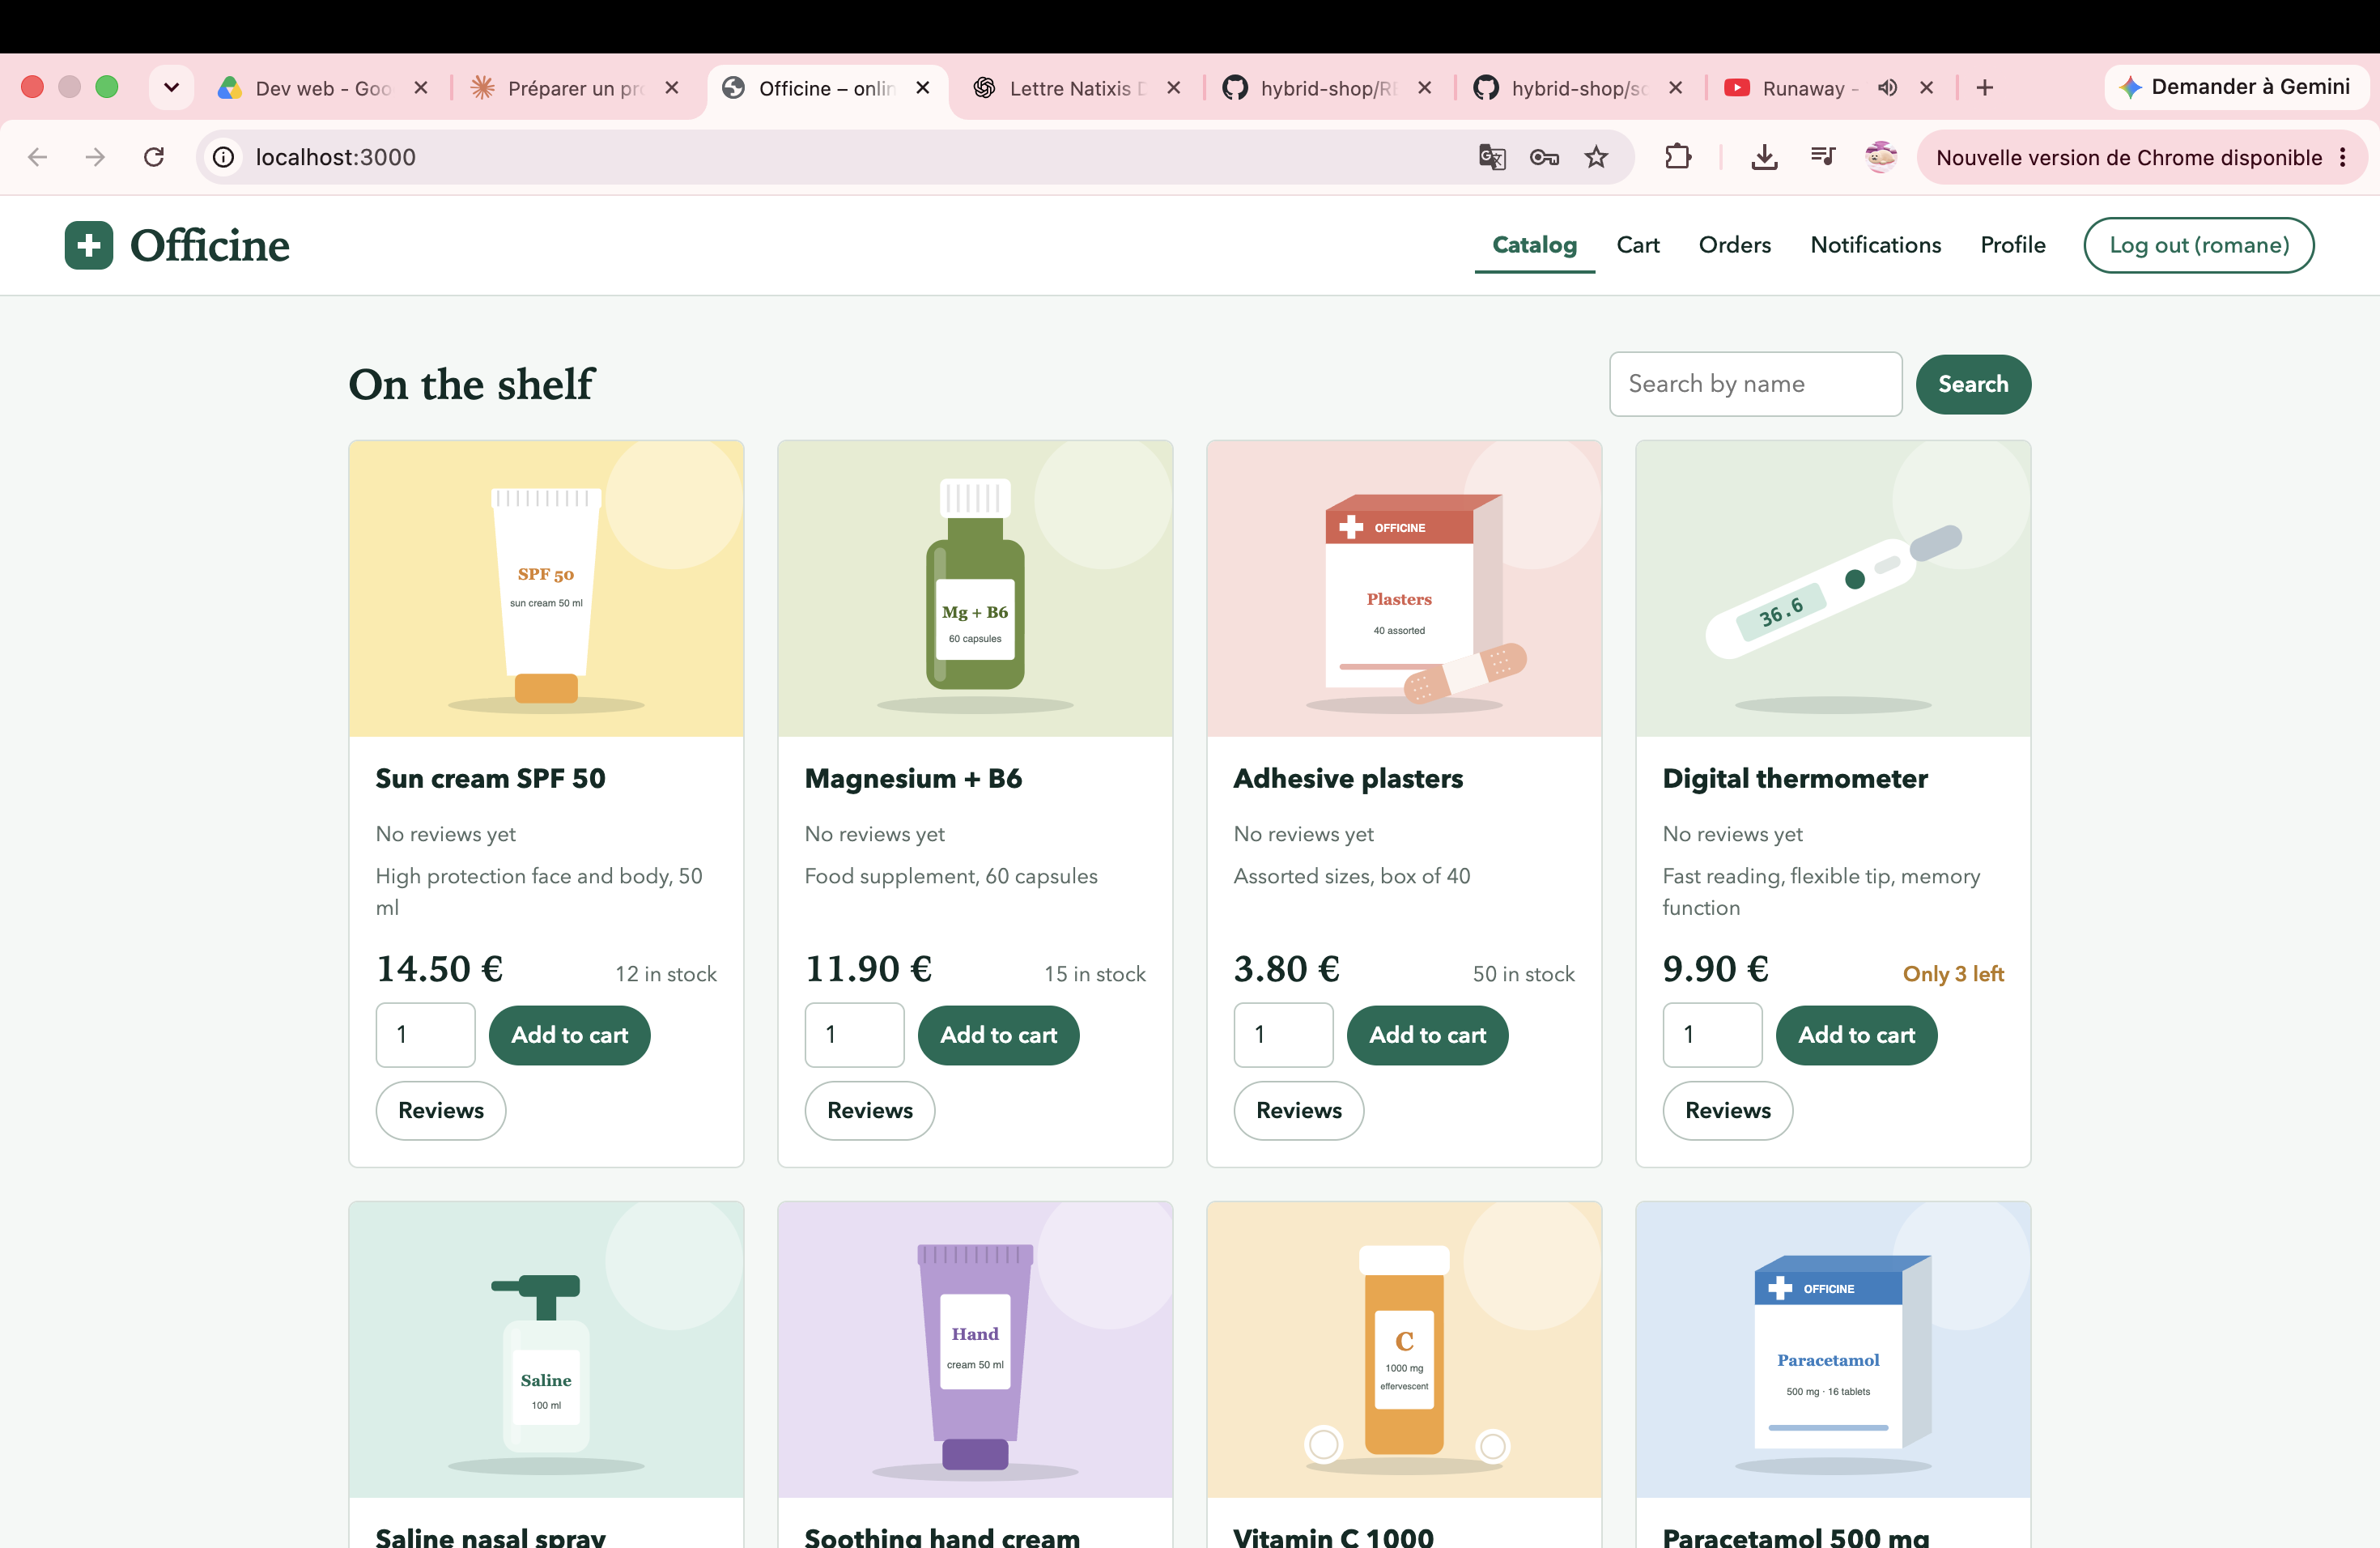 Dev web - Goo
Préparer un pr
Officine – onlin
Lettre Natixis D
hybrid-shop/RE
hybrid-shop/sc
Runaway -
Demander à Gemini
localhost:3000
Nouvelle version de Chrome disponible
Officine
Catalog
Cart
Orders
Notifications
Profile
Log out (romane)
On the shelf
Search by name
Search
SPF 50
sun cream 50 ml
Mg + B6
60 capsules
OFFICINE
Plasters
40 assorted
36.6
Sun cream SPF 50
No reviews yet
High protection face and body, 50
ml
14.50 €
12 in stock
1
Add to cart
Reviews
Magnesium + B6
No reviews yet
Food supplement, 60 capsules
11.90 €
15 in stock
1
Add to cart
Reviews
Adhesive plasters
No reviews yet
Assorted sizes, box of 40
3.80 €
50 in stock
1
Add to cart
Reviews
Digital thermometer
No reviews yet
Fast reading, flexible tip, memory
function
9.90 €
Only 3 left
1
Add to cart
Reviews
Saline
100 ml
Hand
cream 50 ml
C
1000 mg
effervescent
OFFICINE
Paracetamol
500 mg · 16 tablets
Saline nasal spray
Soothing hand cream
Vitamin C 1000
Paracetamol 500 mg